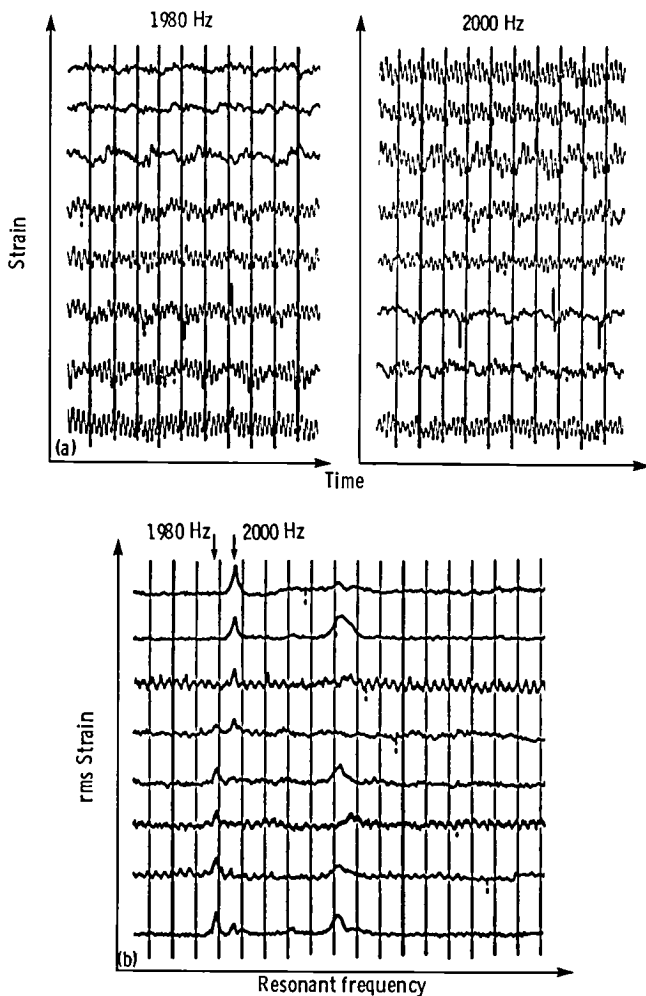 1980 Hz
2000 Hz
Strain
(a)
Time
1980 Hz
2000 Hz
rms Strain
(b)
Resonant frequency